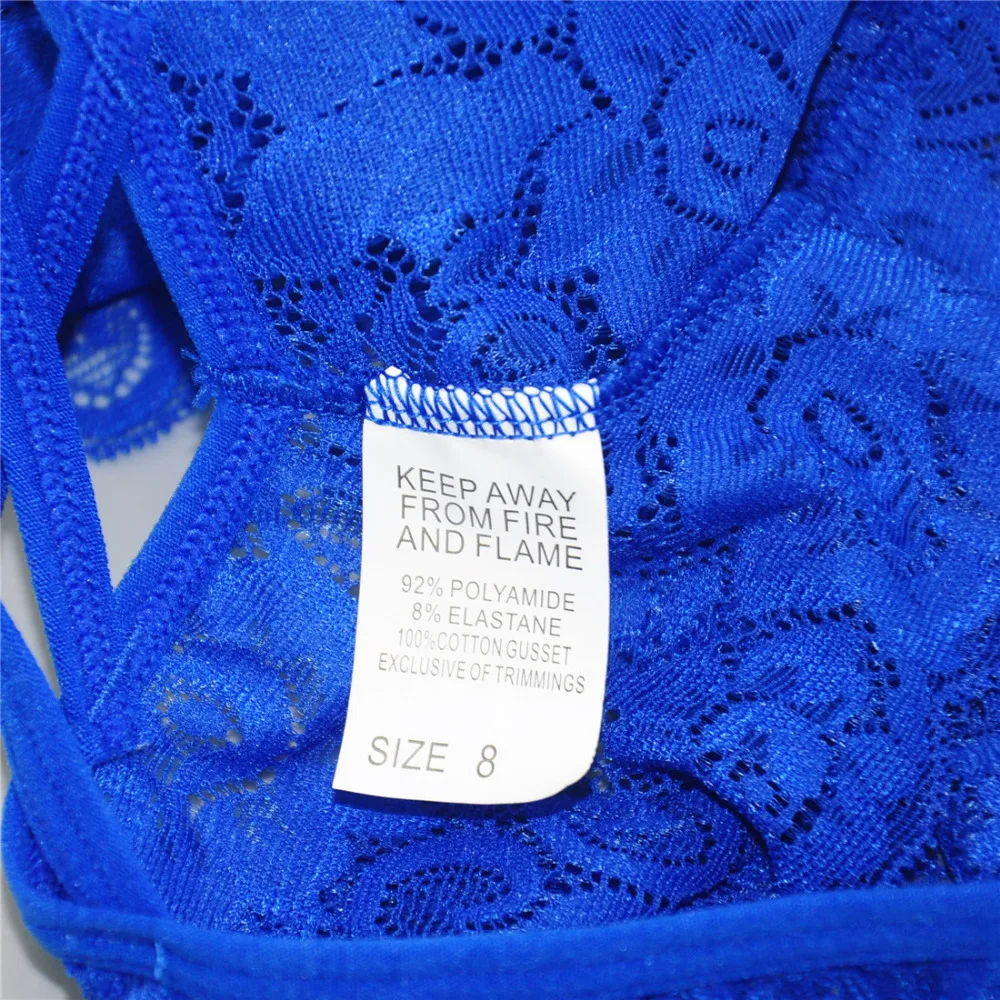 KEEP AWAY
FROM FIRE
AND FLAME
92% POLYAMIDE
8% ELASTANE
100%COTTON GUSSET
EXCLUSIVE OF TRIMMINGS
SIZE 8